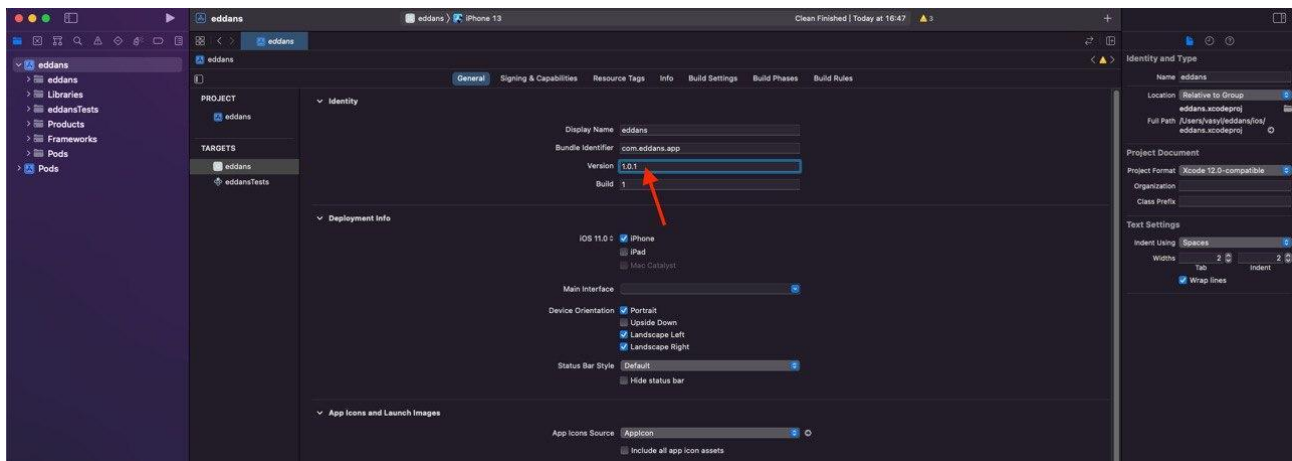 eddans
eddans ⟩ iPhone 13
Clean Finished | Today at 16:47
3
eddans
eddans
eddans
eddans
Libraries
eddansTests
Products
Frameworks
Pods
Pods
General Signing & Capabilities Resource Tags Info Build Settings Build Phases Build Rules
PROJECT
eddans
TARGETS
eddans
eddansTests
Identity
Display Name eddans
Bundle Identifier com.eddans.app
Version 1.0.1
Build 1
Deployment Info
iOS 11.0 iPhone
iPad
Mac Catalyst
Main Interface
Device Orientation Portrait
Upside Down
Landscape Left
Landscape Right
Status Bar Style Default
Hide status bar
App Icons and Launch Images
App Icons Source AppIcon
Include all app icon assets
Identity and Type
Name eddans
Location Relative to Group
eddans.xcodeproj
Full Path /Users/vasyl/eddans/ios/
eddans.xcodeproj
Project Document
Project Format Xcode 12.0-compatible
Organization
Class Prefix
Text Settings
Indent Using Spaces
Widths 2 2
Tab Indent
Wrap lines